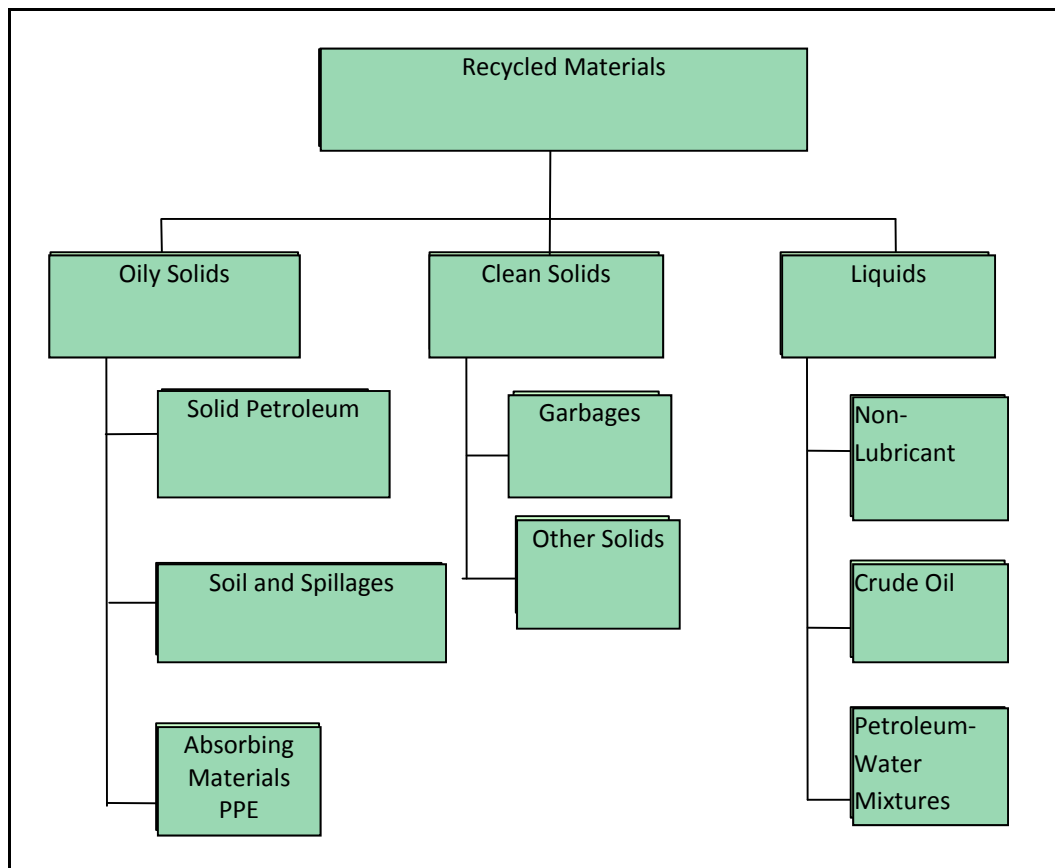 Recycled Materials
Oily Solids
Clean Solids
Liquids
Solid Petroleum
Soil and Spillages
Absorbing
Materials
PPE
Garbages
Other Solids
Non-
Lubricant
Crude Oil
Petroleum-
Water
Mixtures